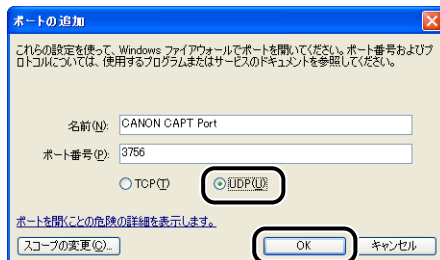 ポートの追加
これらの設定を使って、Windows ファイアウォールでポートを開いてください。ポート番号およびプ
ロトコルについては、使用するプログラムまたはサービスのドキュメントを参照してください。
名前(N): CANON CAPT Port
ポート番号(P): 3756
TCP(T) UDP(U)
ポートを開くことの危険の詳細を表示します。
スコープの変更(C)... OK キャンセル